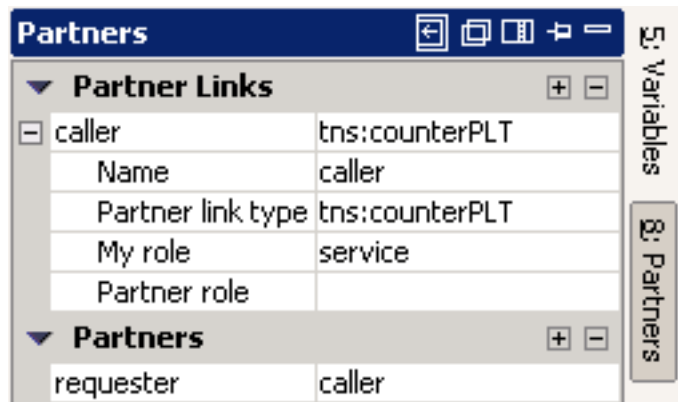 Partners
Partner Links
caller tns:counterPLT
Name caller
Partner link type tns:counterPLT
My role service
Partner role
Partners
requester caller
5: Variables
8: Partners